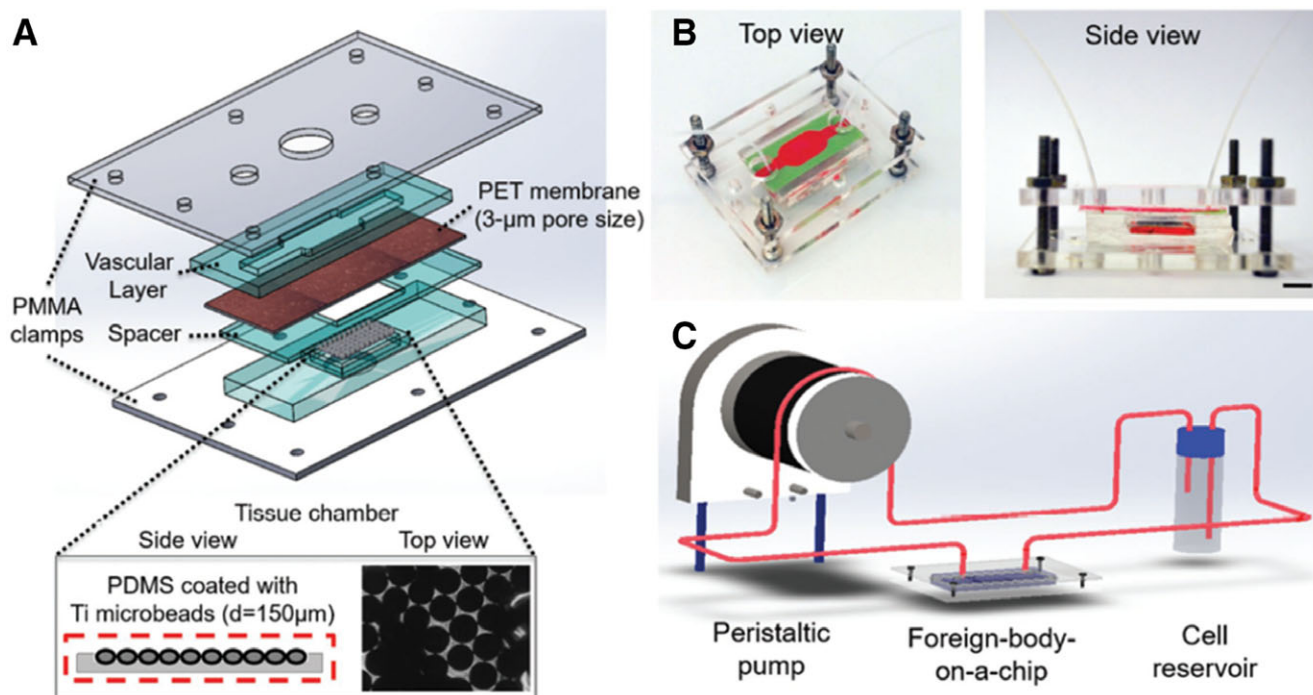 A
PET membrane
(3-μm pore size)
Vascular
Layer
PMMA
clamps
Spacer
Tissue chamber
Side view
Top view
PDMS coated with
Ti microbeads (d=150μm)
B
Top view
Side view
C
Peristaltic
pump
Foreign-body-
on-a-chip
Cell
reservoir